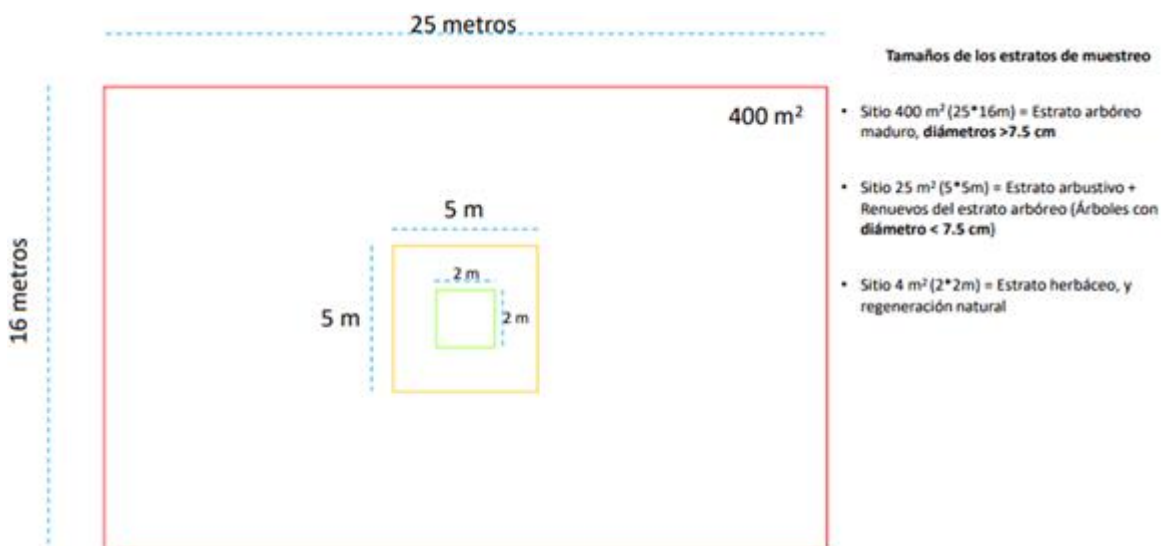 25 metros
Tamaños de los estratos de muestreo
400 m²
• Sitio 400 m² (25*16m) = Estrato arbóreo
maduro, diámetros >7.5 cm
• Sitio 25 m² (5*5m) = Estrato arbustivo +
Renuevos del estrato arbóreo (Árboles con
diámetro < 7.5 cm)
5 m
2 m
• Sitio 4 m² (2*2m) = Estrato herbáceo, y
regeneración natural
16 metros
5 m
2 m